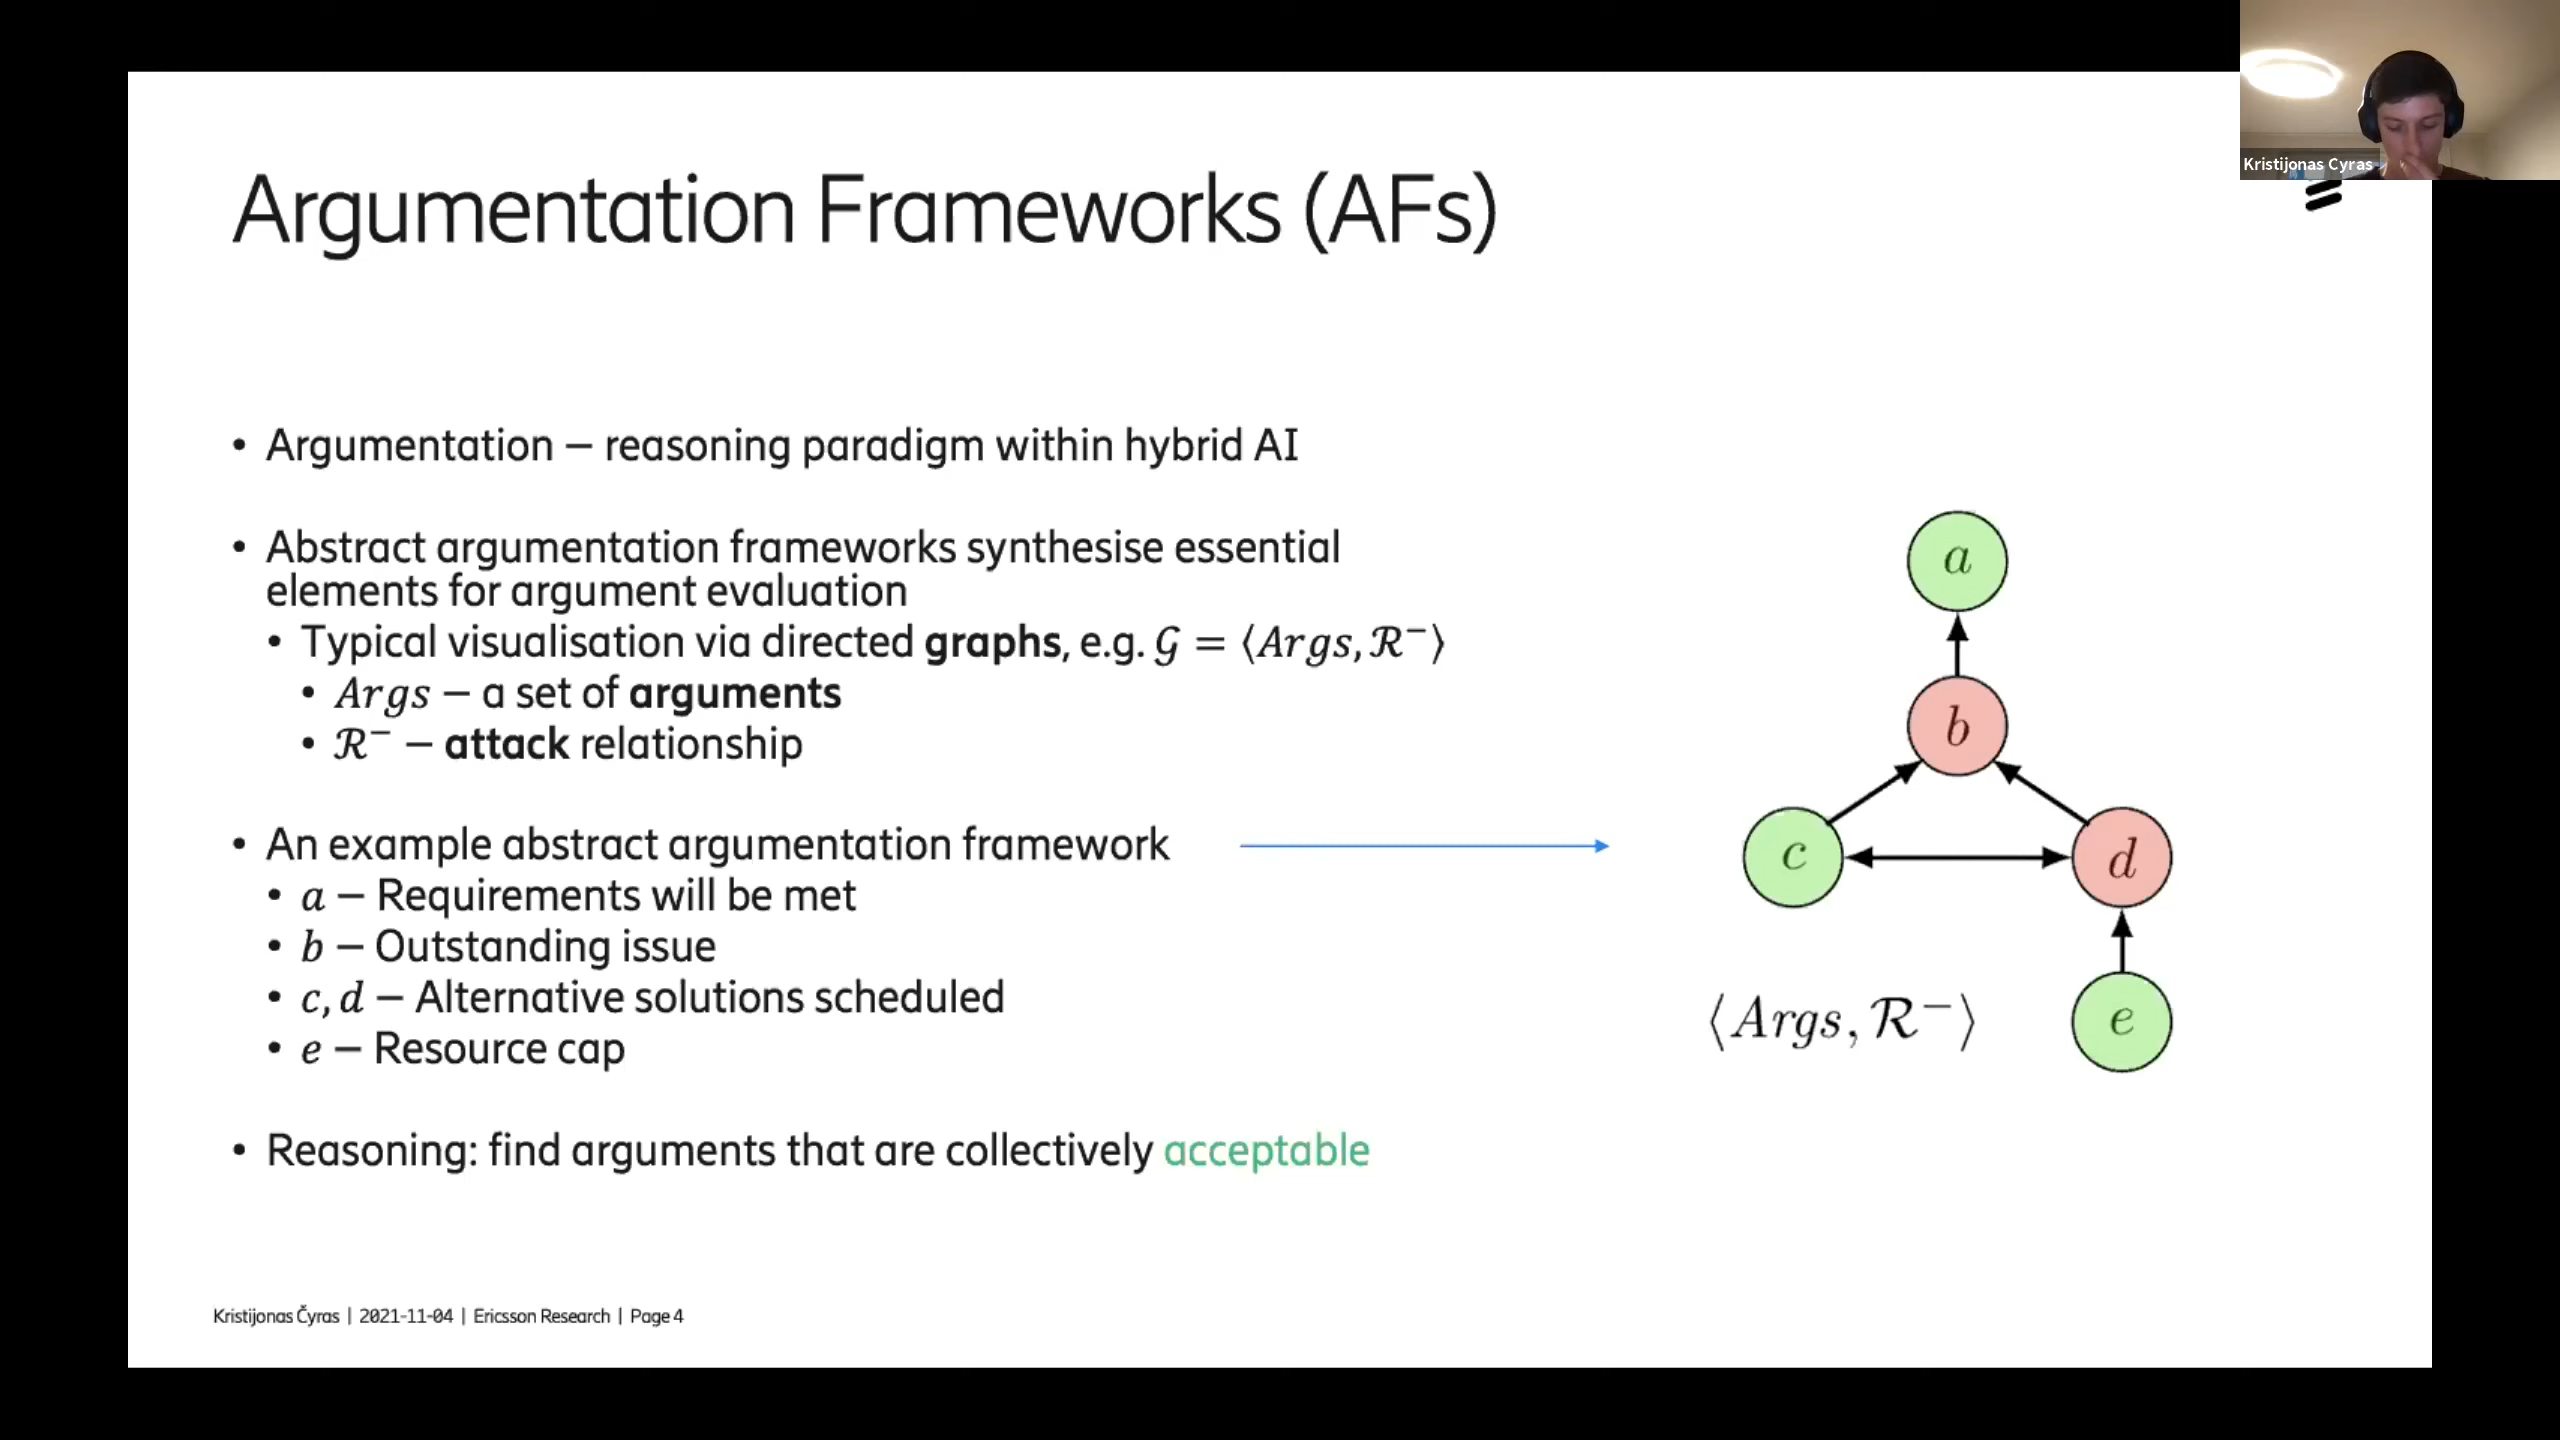 Kristijonas Cyras
Argumentation Frameworks (AFs)
• Argumentation – reasoning paradigm within hybrid AI
• Abstract argumentation frameworks synthesise essential
elements for argument evaluation
• Typical visualisation via directed graphs, e.g. 𝒢 = ⟨Args, ℛ⁻⟩
• Args – a set of arguments
• ℛ⁻ – attack relationship
• An example abstract argumentation framework
• a – Requirements will be met
• b – Outstanding issue
• c, d – Alternative solutions scheduled
• e – Resource cap
• Reasoning: find arguments that are collectively acceptable
a
b
c
d
⟨Args, ℛ⁻⟩
e
Kristijonas Čyras | 2021-11-04 | Ericsson Research | Page 4